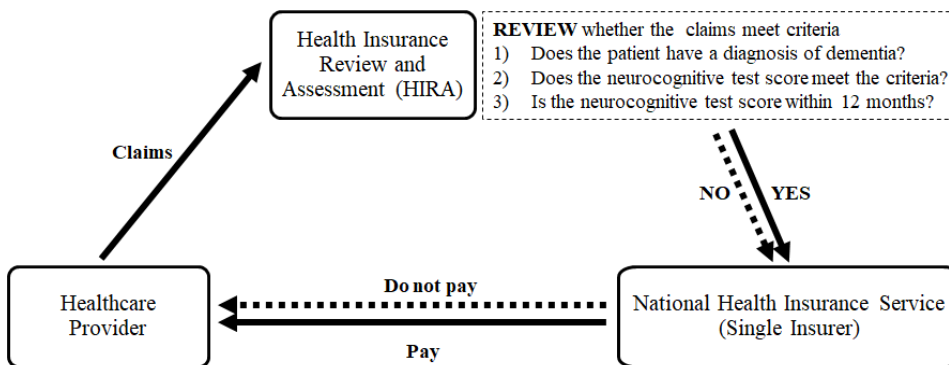 Health Insurance
Review and
Assessment (HIRA)
REVIEW whether the claims meet criteria
1) Does the patient have a diagnosis of dementia?
2) Does the neurocognitive test score meet the criteria?
3) Is the neurocognitive test score within 12 months?
Claims
NO
YES
Healthcare
Provider
Do not pay
Pay
National Health Insurance Service
(Single Insurer)